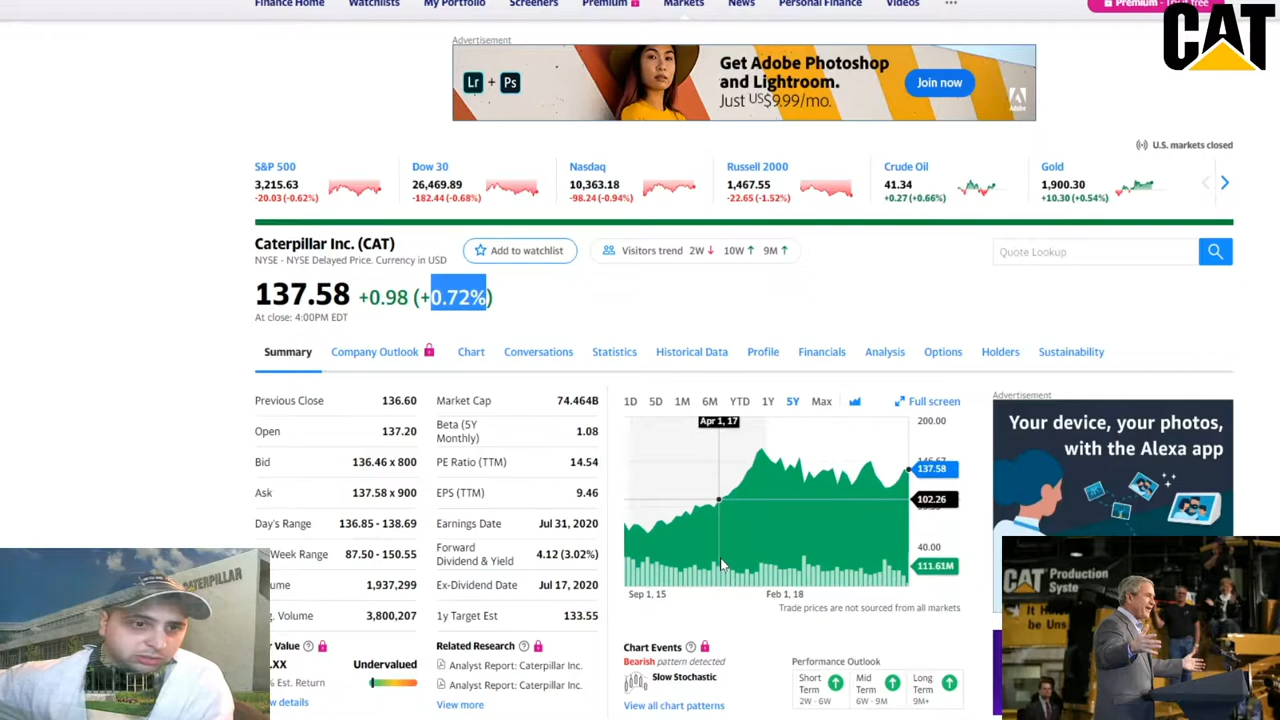 Finance Home Watchlists My Portfolio Screeners Premium Markets News Personal Finance Videos ...
Premium - Try it free
CAT
Advertisement
Get Adobe Photoshop
and Lightroom.
Just US$9.99/mo.
Lr + Ps
Join now
Adobe
U.S. markets closed
S&P 500 Dow 30 Nasdaq Russell 2000 Crude Oil Gold
3,215.63 26,469.89 10,363.18 1,467.55 41.34 1,900.30
-20.03 (-0.62%) -182.44 (-0.68%) -98.24 (-0.94%) -22.65 (-1.52%) +0.27 (+0.66%) +10.30 (+0.54%)
Caterpillar Inc. (CAT)
NYSE - NYSE Delayed Price. Currency in USD
Add to watchlist
Visitors trend 2W ↓ 10W ↑ 9M ↑
Quote Lookup
137.58 +0.98 (+0.72%)
At close: 4:00PM EDT
Summary Company Outlook Chart Conversations Statistics Historical Data Profile Financials Analysis Options Holders Sustainability
Previous Close 136.60
Open 137.20
Bid 136.46 x 800
Ask 137.58 x 900
Day's Range 136.85 - 138.69
Week Range 87.50 - 150.55
ume 1,937,299
. Volume 3,800,207
Market Cap 74.464B
Beta (5Y
Monthly) 1.08
PE Ratio (TTM) 14.54
EPS (TTM) 9.46
Earnings Date Jul 31, 2020
Forward
Dividend & Yield 4.12 (3.02%)
Ex-Dividend Date Jul 17, 2020
1y Target Est 133.55
1D 5D 1M 6M YTD 1Y 5Y Max
Full screen
Apr 1, 17
200.00
137.58
102.26
40.00
111.61M
Sep 1, 15 Feb 1, 18
Trade prices are not sourced from all markets
Advertisement
Your device, your photos,
with the Alexa app
r Value
.XX Undervalued
% Est. Return
w details
Related Research
Analyst Report: Caterpillar Inc.
Analyst Report: Caterpillar Inc.
View more
Chart Events
Bearish pattern detected
Slow Stochastic
View all chart patterns
Performance Outlook
Short
Term
2W - 6W
Mid
Term
6W - 9M
Long
Term
9M+
CATERPILLAR
CAT Production
Syste
It H
be Uns